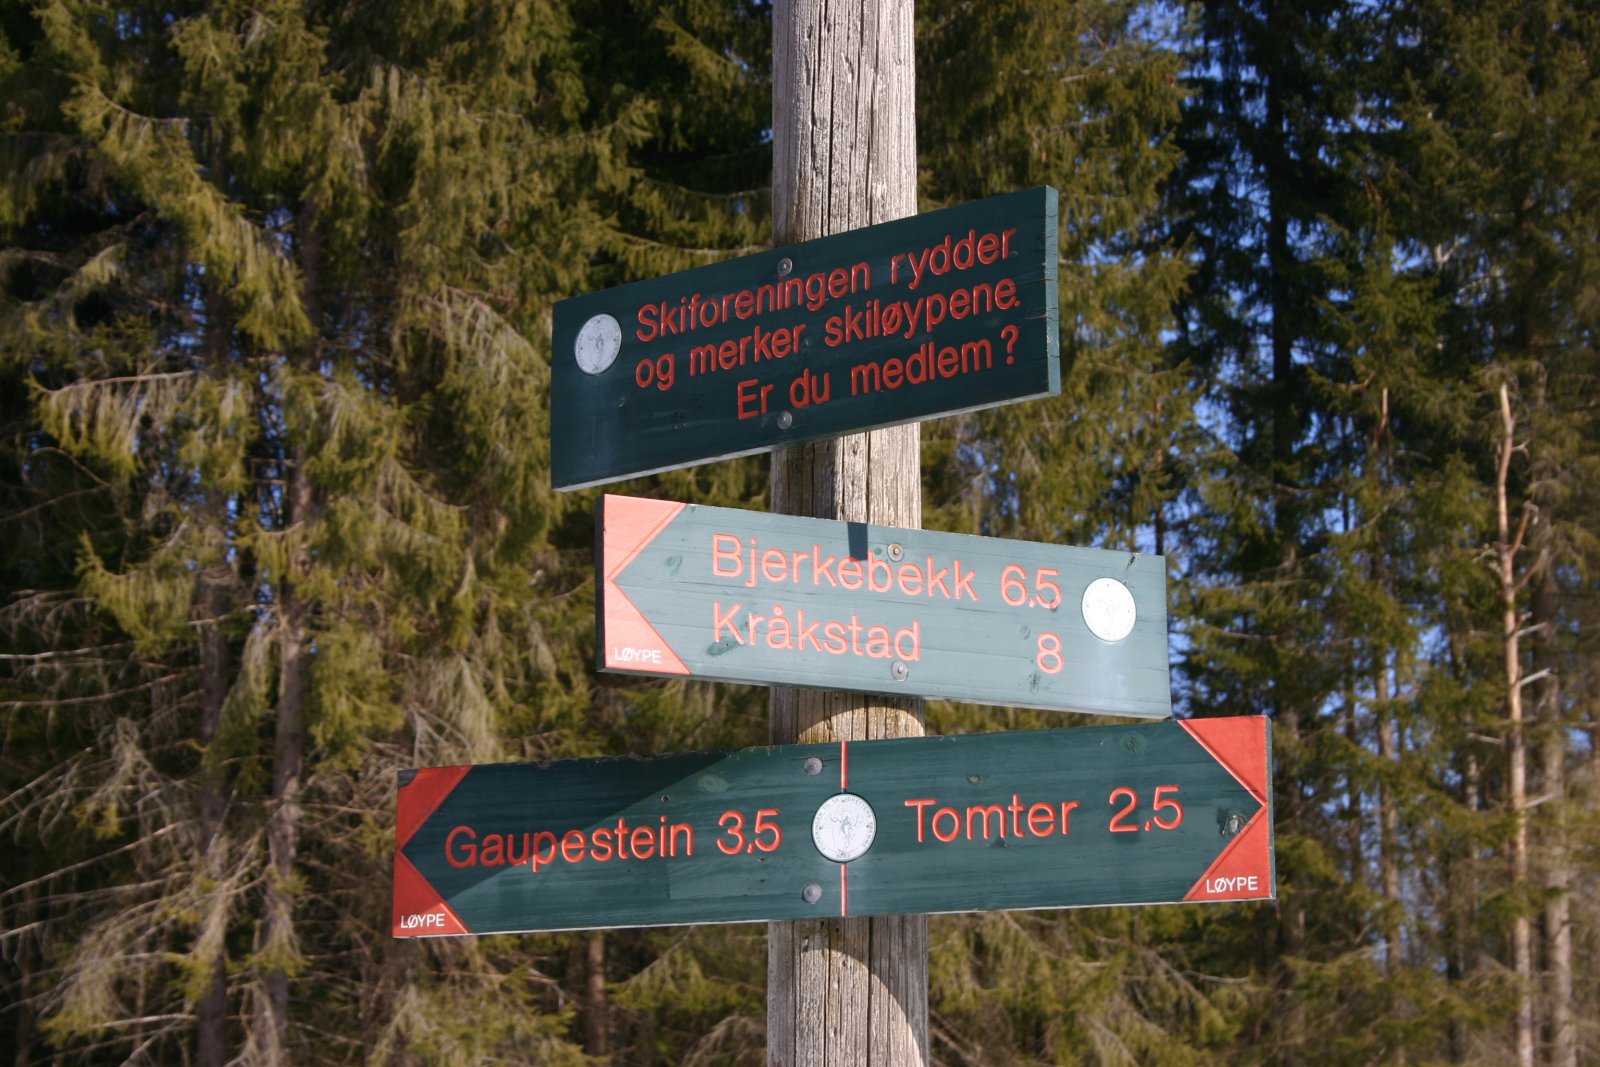 Skiforeningen rydder
og merker skiløypene.
Er du medlem?
Bjerkebekk 6,5
Kråkstad 8
LØYPE
Gaupestein 3,5
Tomter 2,5
LØYPE
LØYPE